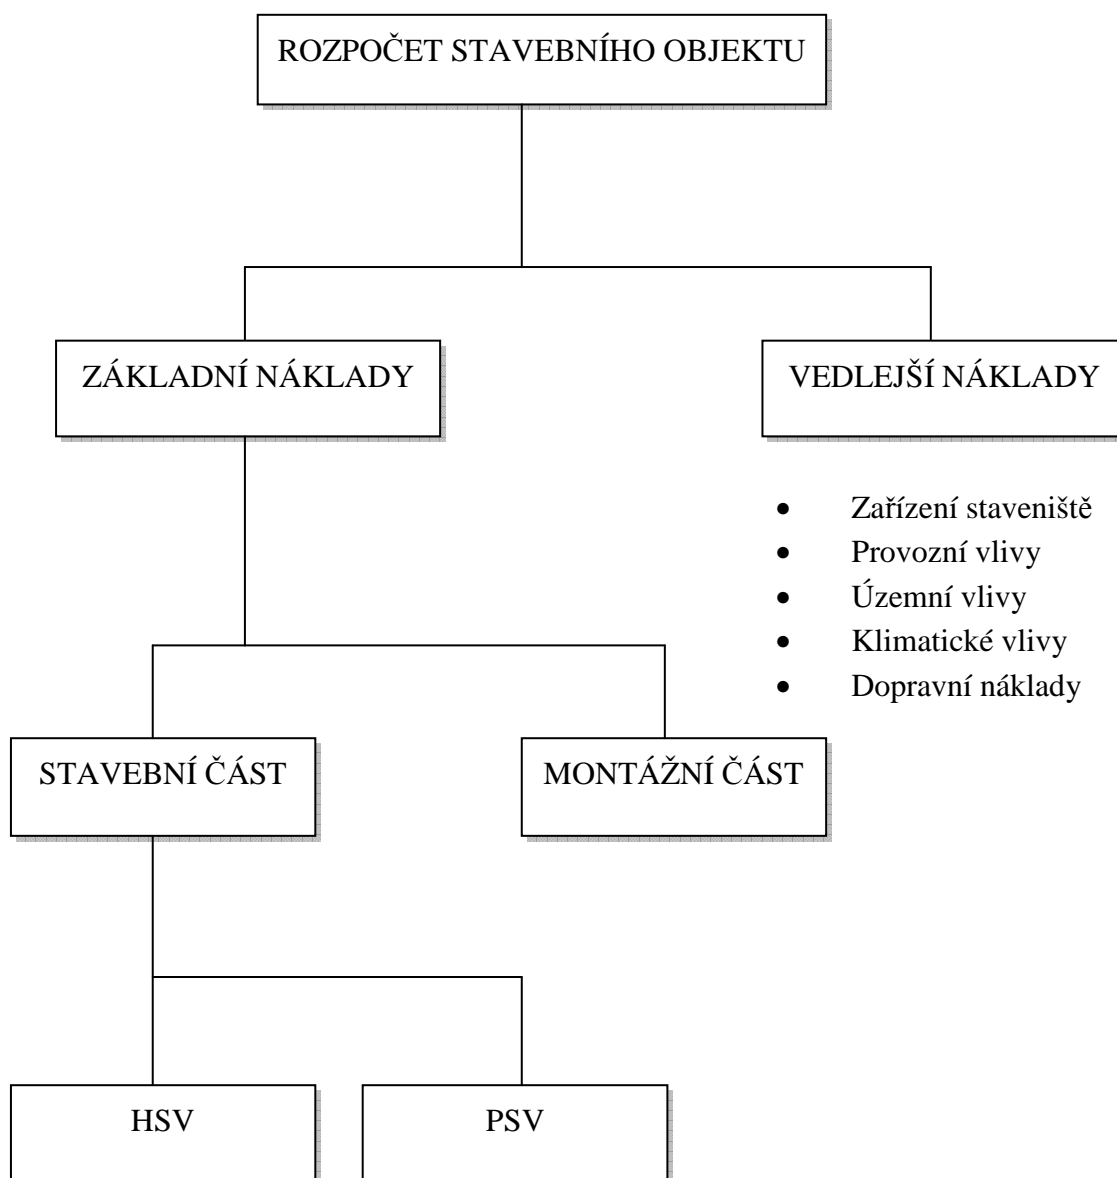 ROZPOČET STAVEBNÍHO OBJEKTU
ZÁKLADNÍ NÁKLADY
VEDLEJŠÍ NÁKLADY
• Zařízení staveniště
• Provozní vlivy
• Územní vlivy
• Klimatické vlivy
• Dopravní náklady
STAVEBNÍ ČÁST
MONTÁŽNÍ ČÁST
HSV
PSV